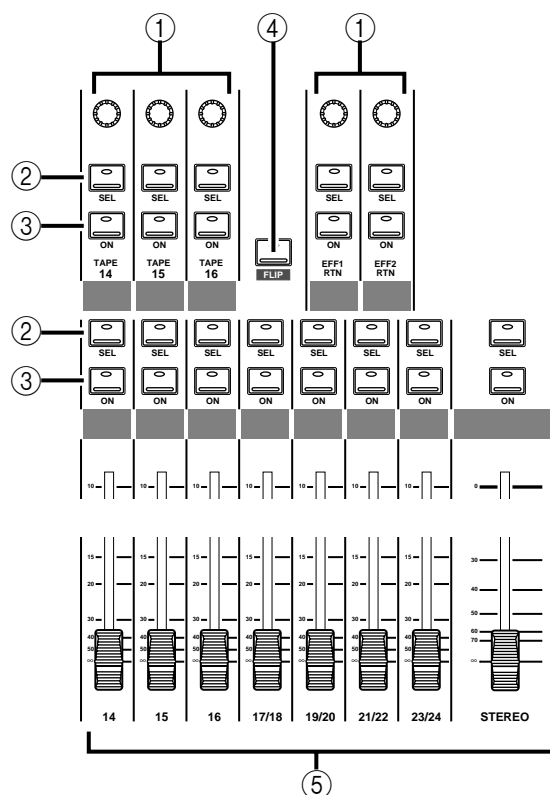 ① ④ ①
②
SEL SEL SEL SEL SEL
③
ON ON ON ON ON
TAPE 14 TAPE 15 TAPE 16 FLIP EFF1 RTN EFF2 RTN
②
SEL SEL SEL SEL SEL SEL SEL SEL
③
ON ON ON ON ON ON ON ON
10 10 10 10 10 10 10 0
15 15 15 15 15 15 15 30
20 20 20 20 20 20 20 40
30 30 30 30 30 30 30 50
40 40 40 40 40 40 40 60
50 50 50 50 50 50 50 70
∞ ∞ ∞ ∞ ∞ ∞ ∞ ∞
14 15 16 17/18 19/20 21/22 23/24 STEREO
⑤